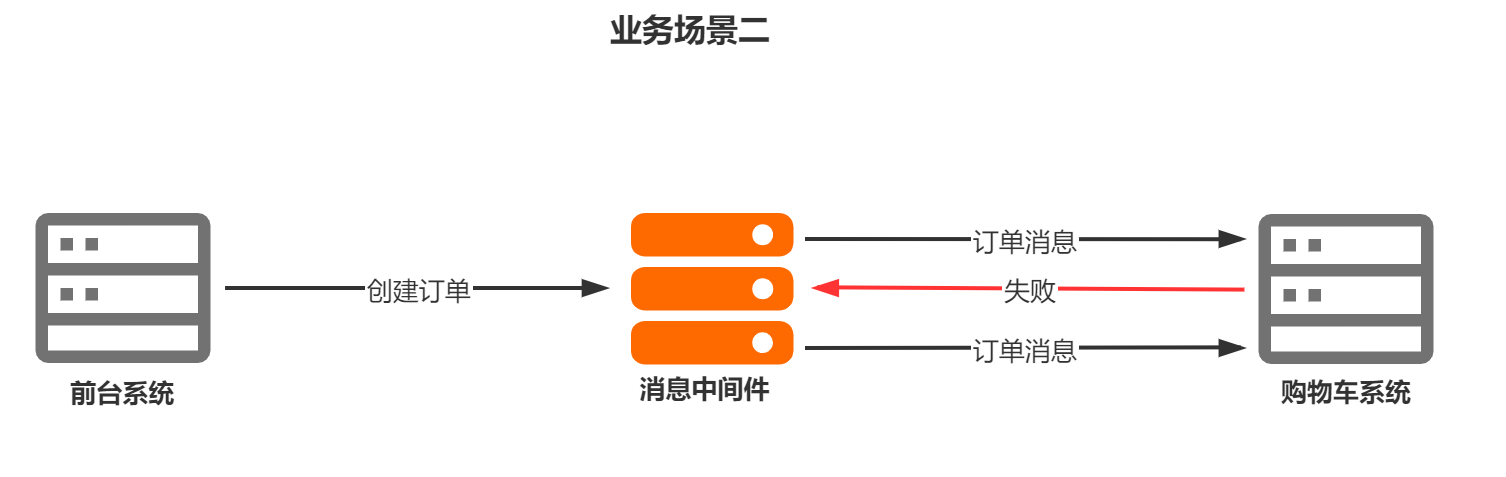 业务场景二
订单消息
创建订单
失败
订单消息
前台系统
消息中间件
购物车系统